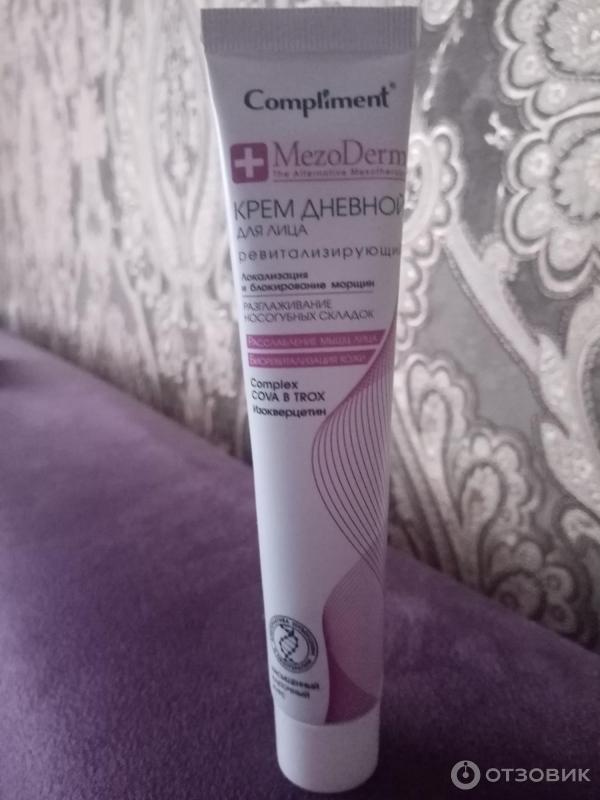 Compliment®
MezoDerm
The Alternative Mesotherapy
КРЕМ ДНЕВНОЙ
ДЛЯ ЛИЦА
ревитализирующий
Локализация
и блокирование морщин
РАЗГЛАЖИВАНИЕ
НОСОГУБНЫХ СКЛАДОК
РАССЛАБЛЕНИЕ МЫШЦ ЛИЦА
БИОРЕВИТАЛИЗАЦИЯ КОЖИ
Complex
COVA B TROX
Изокверцетин
ОТЗОВИК